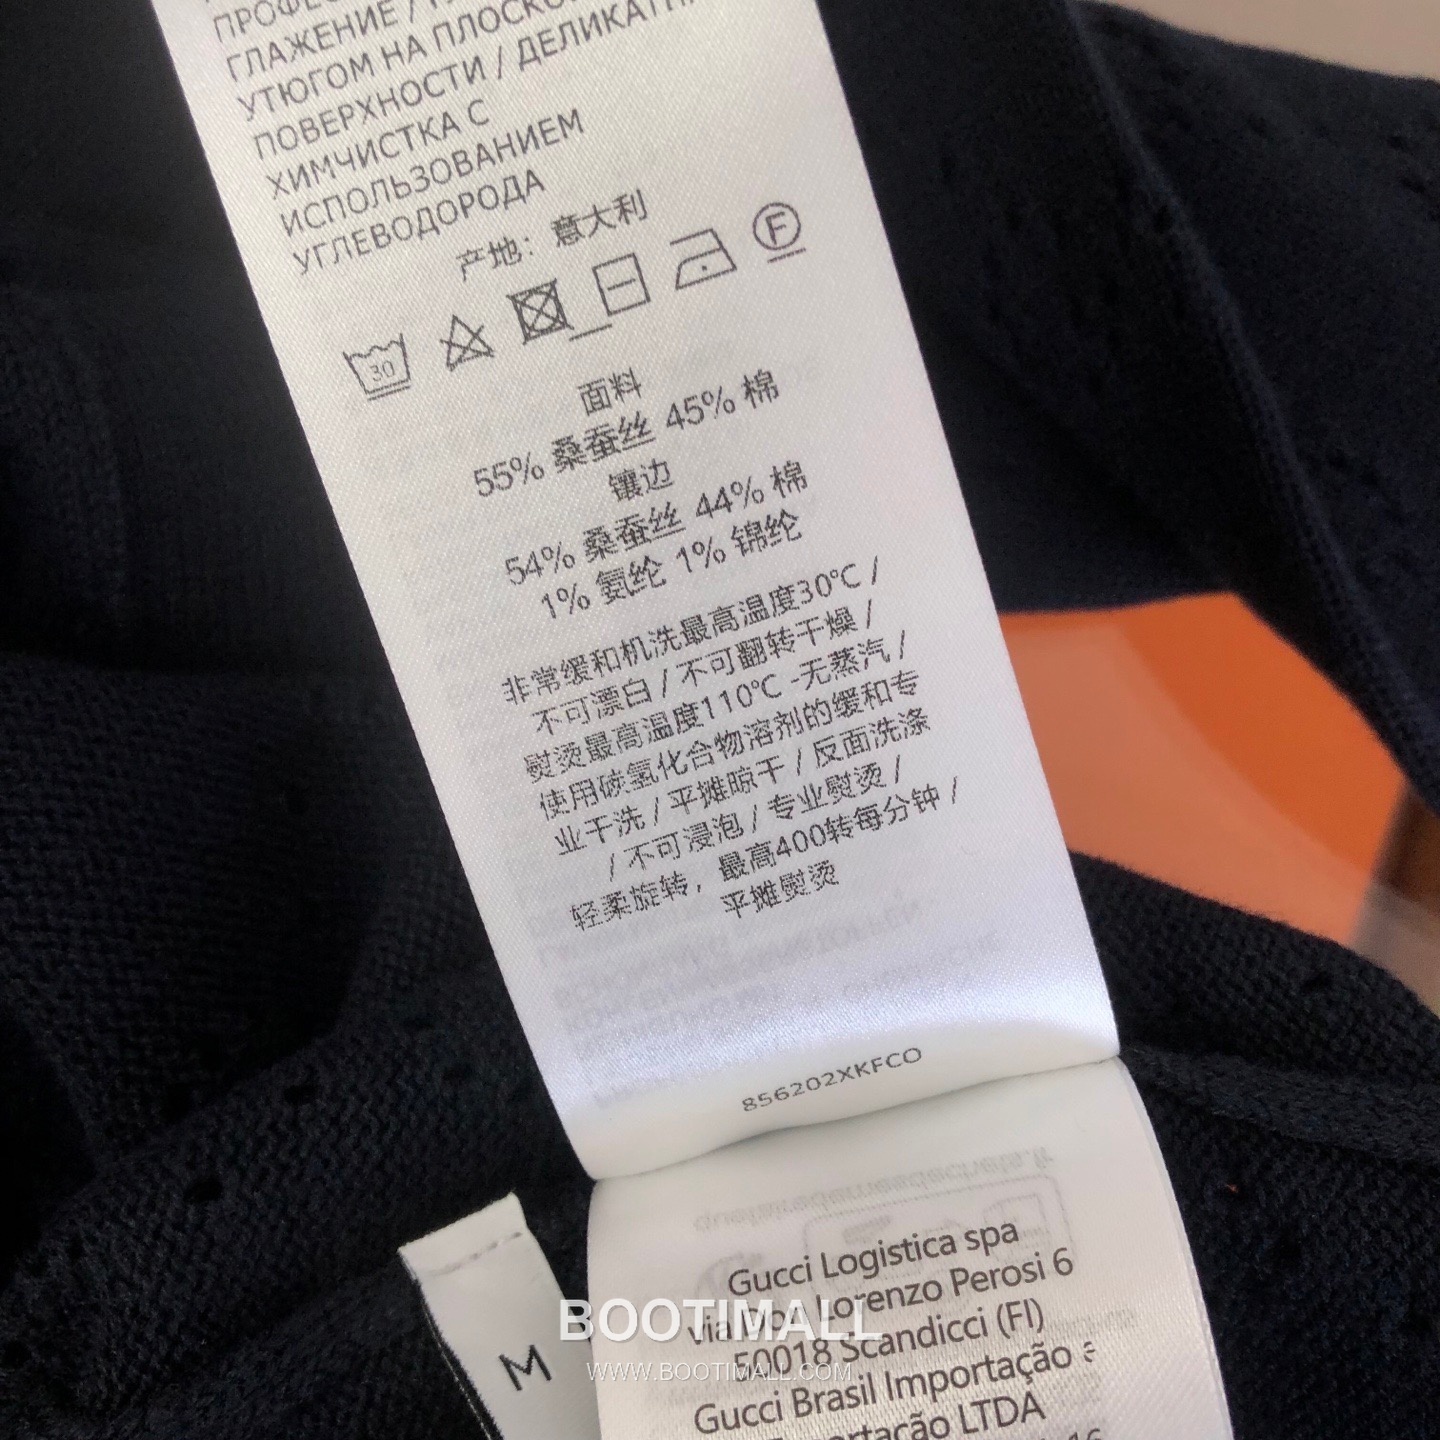 ГЛАЖЕНИЕ /
УТЮГОМ НА ПЛОСКО
ПОВЕРХНОСТИ / ДЕЛИКАТН
ХИМЧИСТКА С
ИСПОЛЬЗОВАНИЕМ
УГЛЕВОДОРОДА
产地：意大利
30 F
面料
55% 桑蚕丝 45% 棉
镶边
54% 桑蚕丝 44% 棉
1% 氨纶 1% 锦纶
非常缓和机洗最高温度30°C /
不可漂白 / 不可翻转干燥 /
熨烫最高温度110°C -无蒸汽 /
使用碳氢化合物溶剂的缓和专
业干洗 / 平摊晾干 / 反面洗涤
/ 不可浸泡 / 专业熨烫 /
轻柔旋转，最高400转每分钟 /
平摊熨烫
856202XKFCO
Gucci Logistica spa
via Don Lorenzo Perosi 6
50018 Scandicci (FI)
Gucci Brasil Importação e
Exportação LTDA
M
BOOTIMALL
WWW.BOOTIMALL.COM